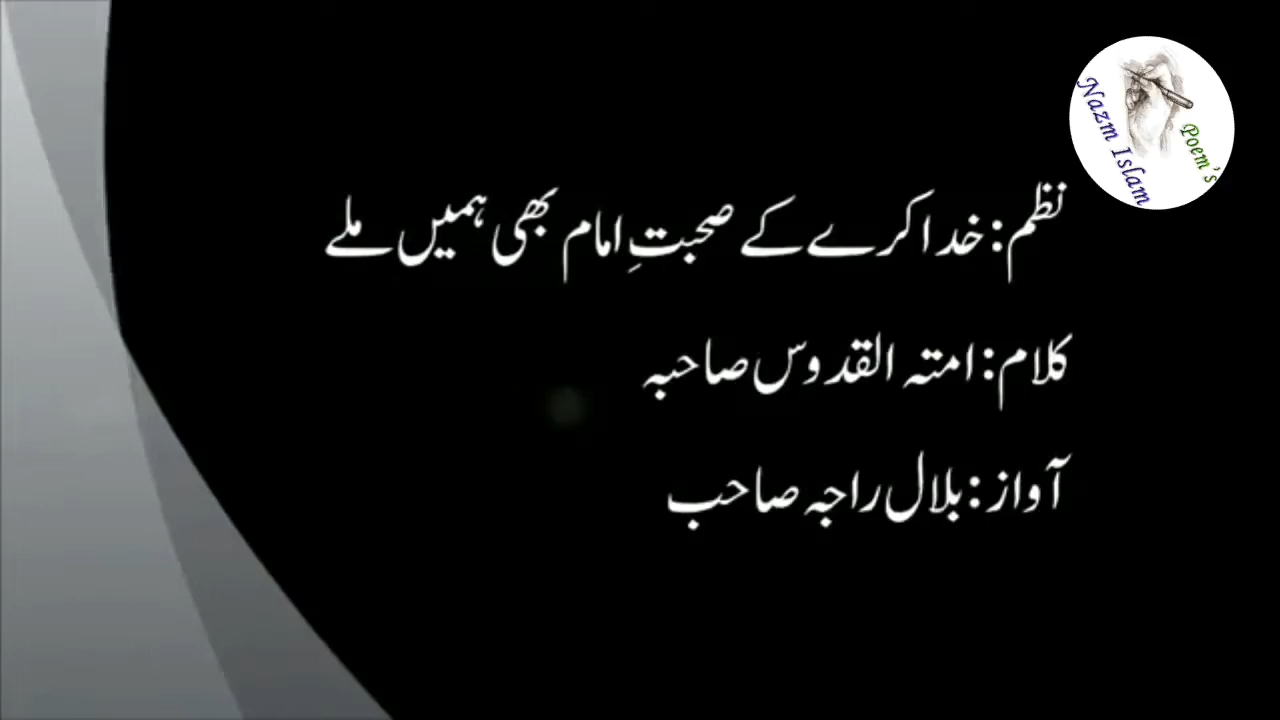 نظم: خدا کرے کے صحبتِ امام بھی ہمیں ملے
کلام: امتہ القدوس صاحبہ
آواز: بلال راجہ صاحب
Nazm Islam
Poem's